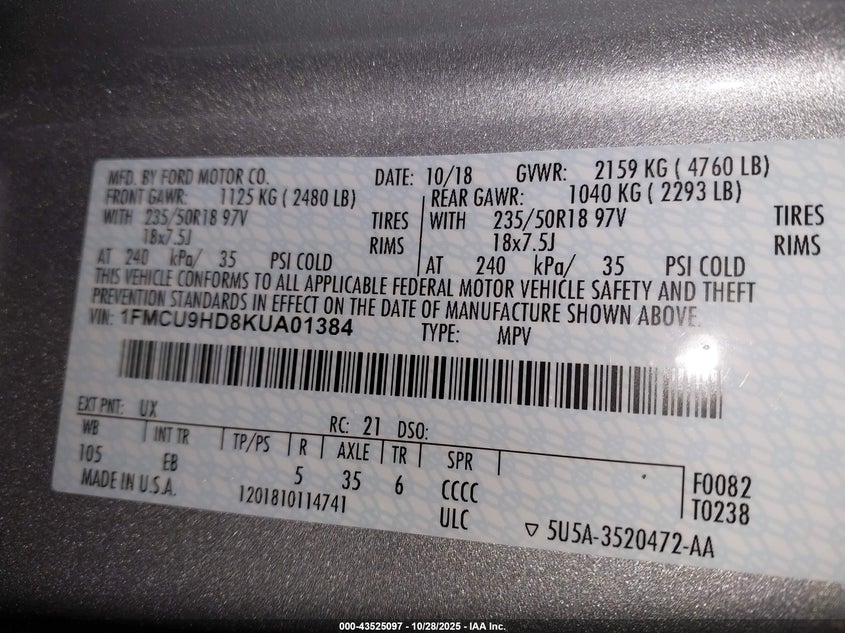 MFD. BY FORD MOTOR CO. DATE: 10/18 GVWR: 2159 KG ( 4760 LB)
FRONT GAWR: 1125 KG ( 2480 LB) REAR GAWR: 1040 KG ( 2293 LB)
WITH 235/50R18 97V TIRES WITH 235/50R18 97V TIRES
18x7.5J RIMS 18x7.5J RIMS
AT 240 kPa/ 35 PSI COLD AT 240 kPa/ 35 PSI COLD
THIS VEHICLE CONFORMS TO ALL APPLICABLE FEDERAL MOTOR VEHICLE SAFETY AND THEFT
PREVENTION STANDARDS IN EFFECT ON THE DATE OF MANUFACTURE SHOWN ABOVE.
VIN: 1FMCU9HD8KUA01384 TYPE: MPV
EXT PNT: UX RC: 21 DSO:
WB INT TR TP/PS R AXLE TR SPR
105 EB 5 35 6 CCCC F0082
MADE IN U.S.A. 1201810114741 ULC T0238
5U5A-3520472-AA
000-43525097 - 10/28/2025 - IAA Inc.